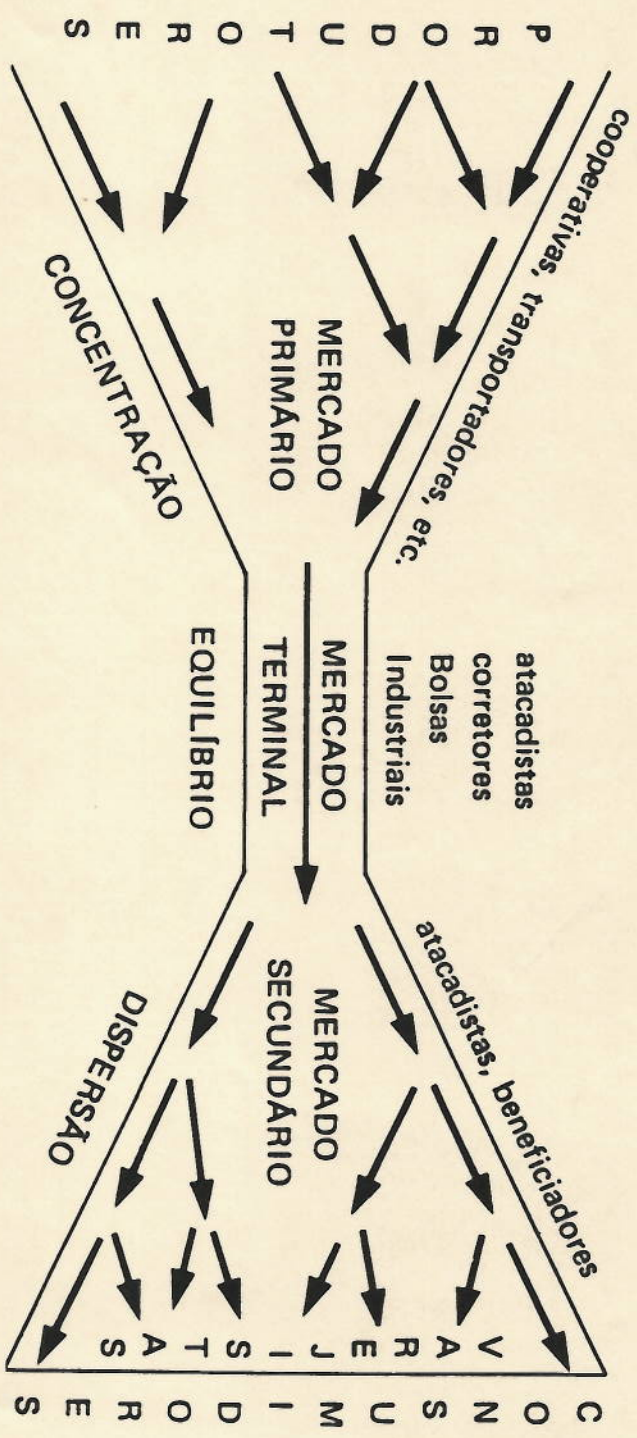 PRODUTORES
cooperativas, transportadores, etc.
MERCADO
PRIMÁRIO
CONCENTRAÇÃO
atacadistas
corretores
Bolsas
Industriais
MERCADO
TERMINAL
EQUILÍBRIO
atacadistas, beneficiadores
MERCADO
SECUNDÁRIO
DISPERSÃO
VAREJISTAS
CONSUMIDORES